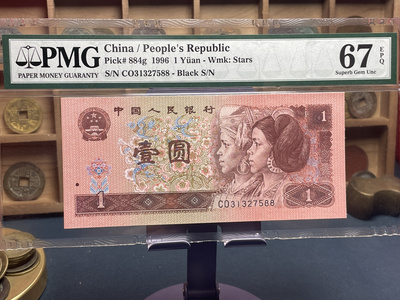 PMG
PAPER MONEY GUARANTY
China / People's Republic
Pick# 884g 1996 1 Yüan - Wmk: Stars
S/N CO31327588 - Black S/N
67 EPQ
Superb Gem Unc
中国人民银行
1
壹圆
1
1
CO31327588